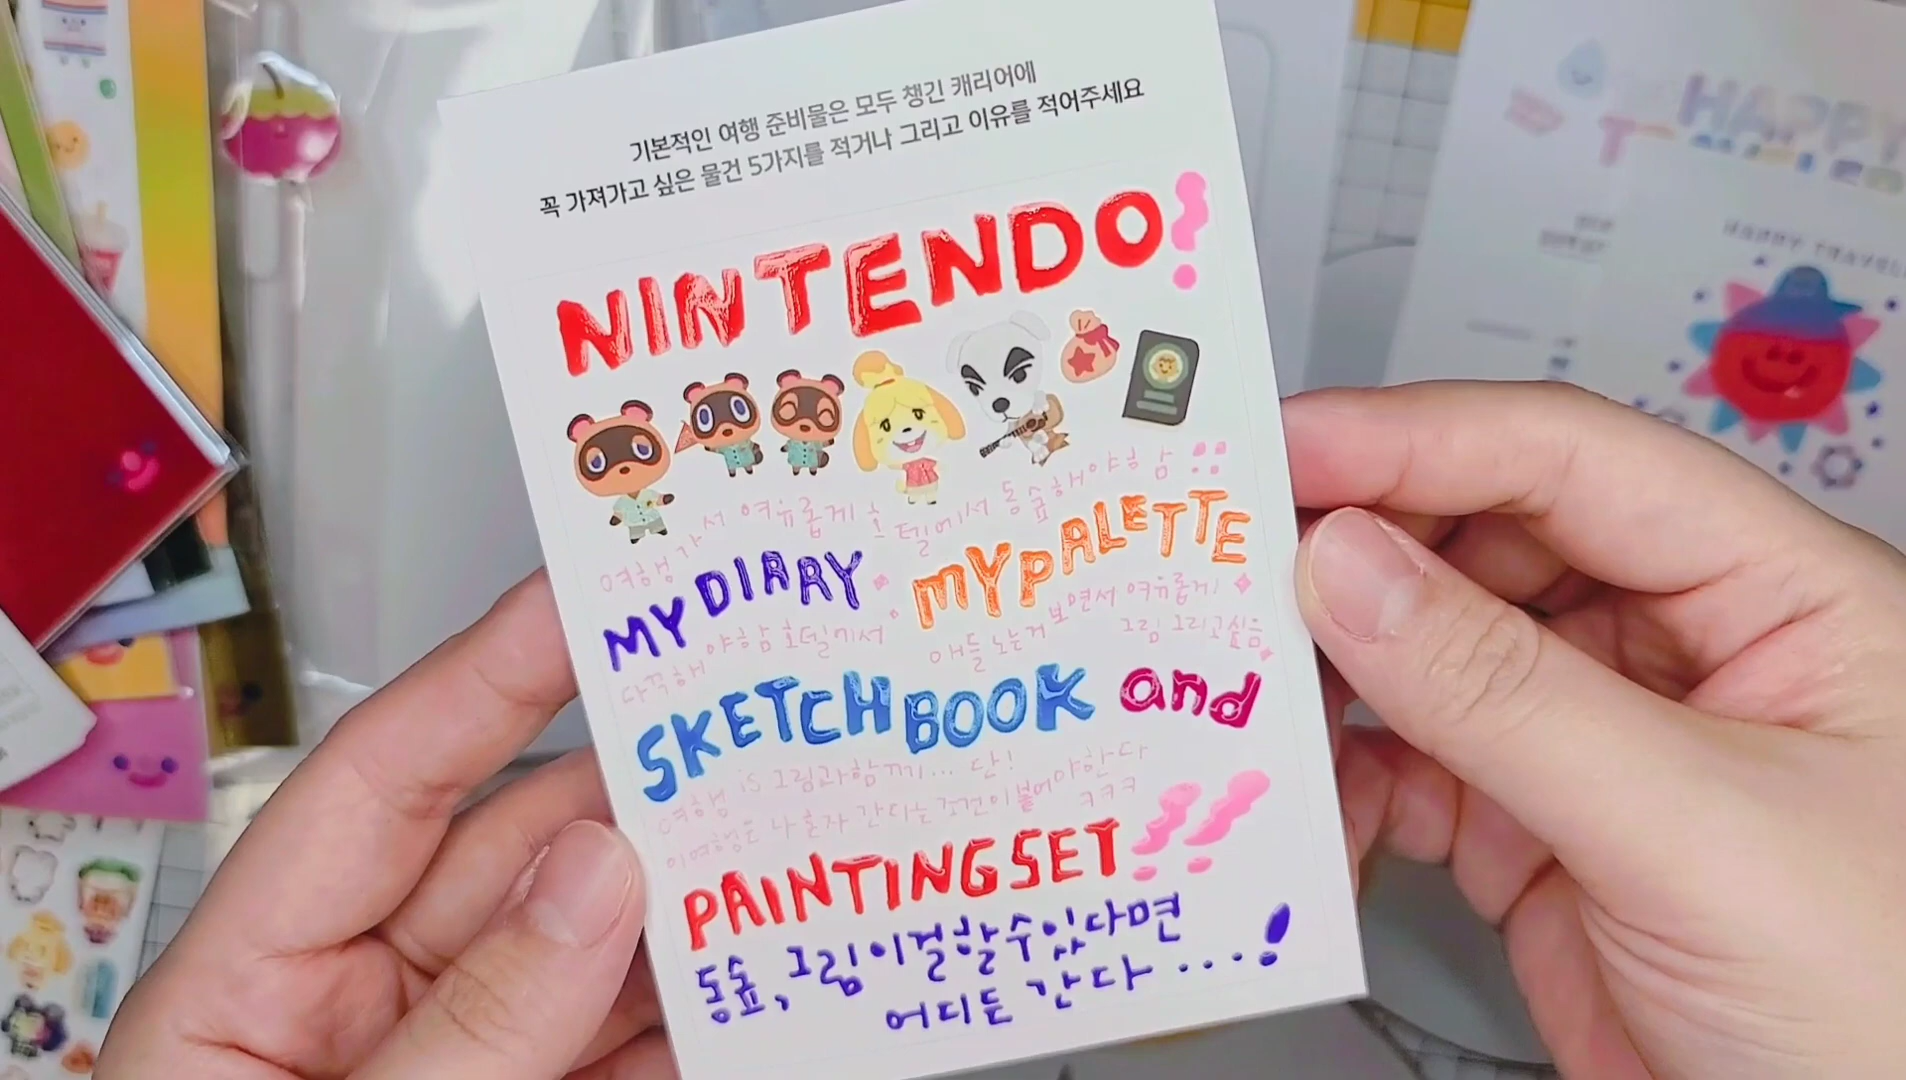 기본적인 여행 준비물은 모두 챙긴 캐리어에
꼭 가져가고 싶은 물건 5가지를 적거나 그리고 이유를 적어주세요
NINTENDO!
여행 가서 여유롭게 호텔에서 동숲해야함
MY DIARY
다꾹해야함 호텔에서
MY PALETTE
애들 노는거 보면서 여유롭게
그림 그리고싶음
SKETCHBOOK and
여행 is 그림과함께... 단!
이여행은 나혼자 간다는 조건이붙어야한다
ㅋㅋㅋ
PAINTING SET!!
동숲, 그림이걸할수있다면
어디든 간다...!
HAPPY
HAPPY TRAVEL